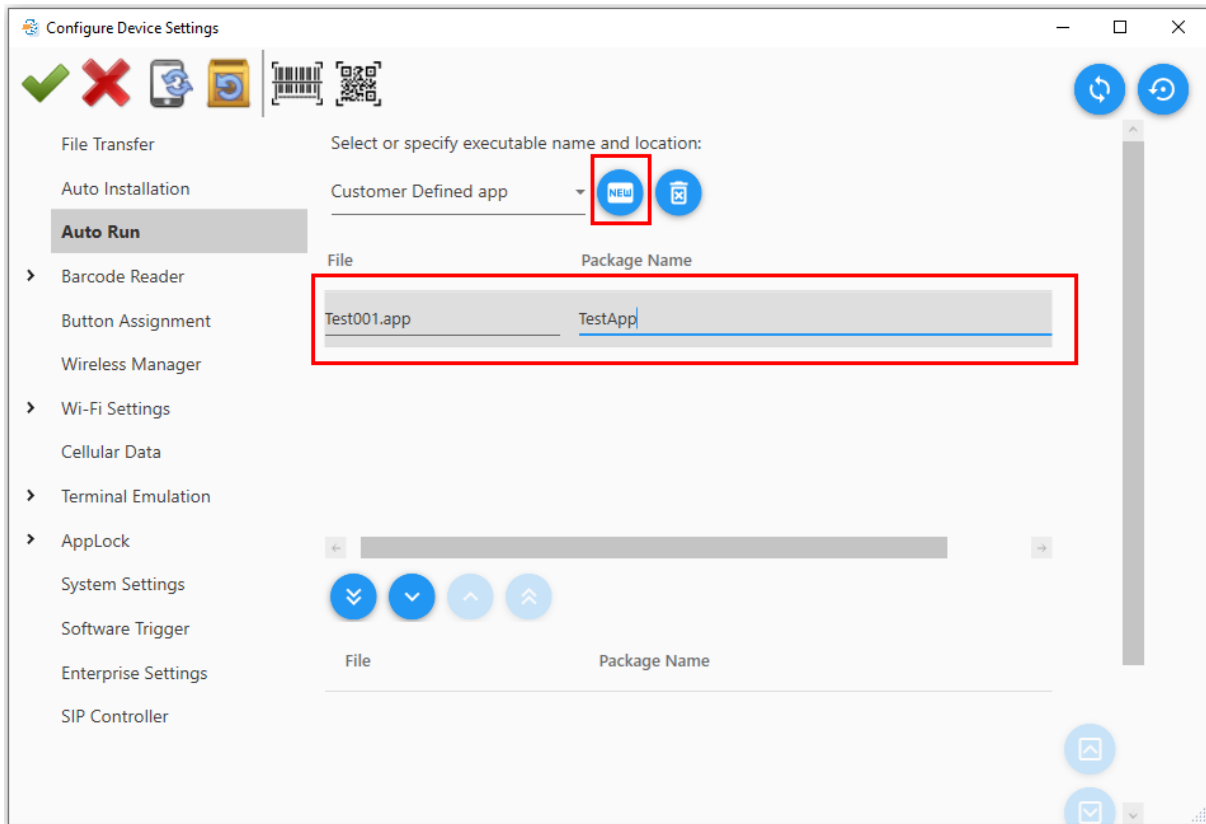 Configure Device Settings
File Transfer
Auto Installation
Auto Run
Barcode Reader
Button Assignment
Wireless Manager
Wi-Fi Settings
Cellular Data
Terminal Emulation
AppLock
System Settings
Software Trigger
Enterprise Settings
SIP Controller
Select or specify executable name and location:
Customer Defined app
NEW
File Package Name
Test001.app TestApp
File Package Name